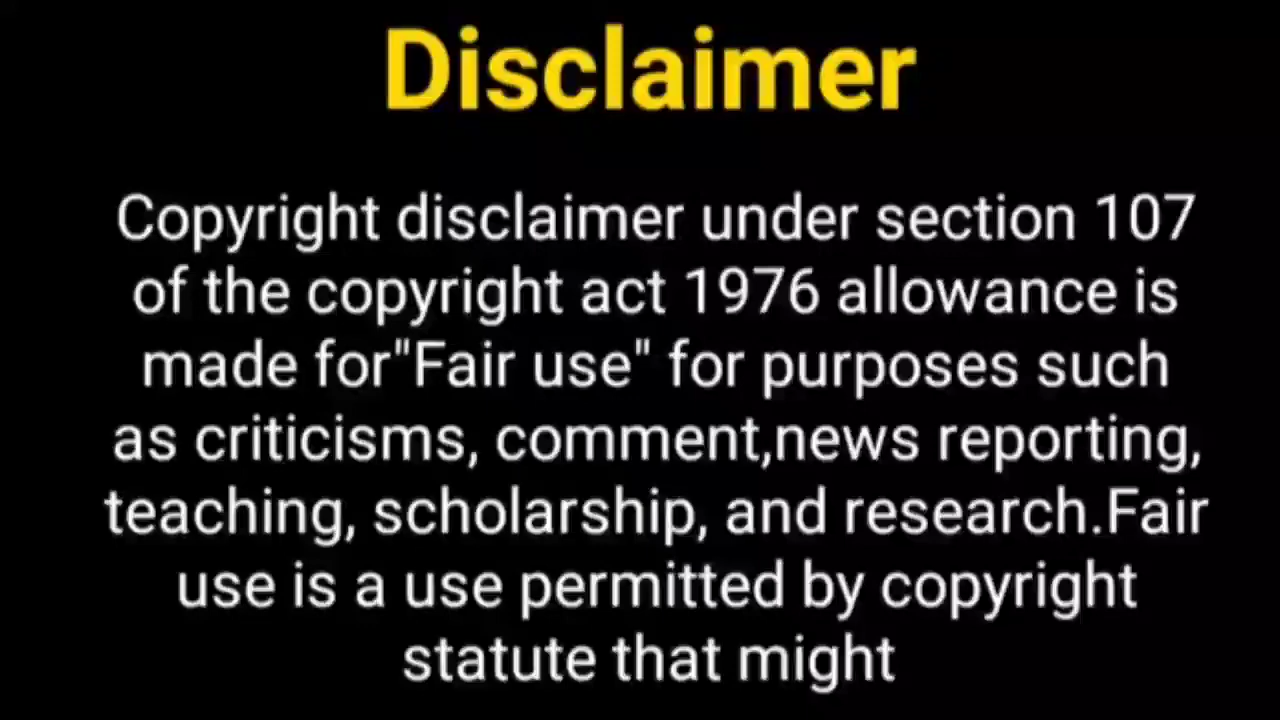 Disclaimer
Copyright disclaimer under section 107
of the copyright act 1976 allowance is
made for"Fair use" for purposes such
as criticisms, comment,news reporting,
teaching, scholarship, and research.Fair
use is a use permitted by copyright
statute that might